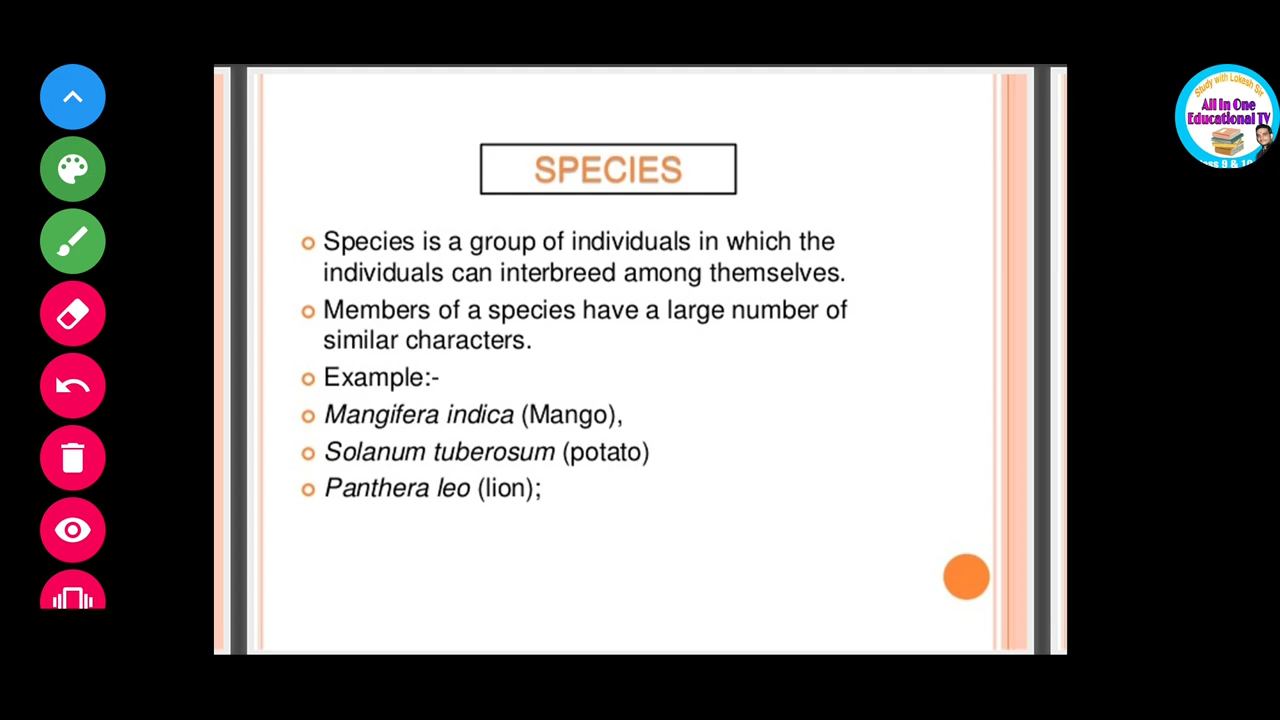 Study with Lokesh Sir
All In One
Educational TV
SPECIES
Species is a group of individuals in which the
individuals can interbreed among themselves.
Members of a species have a large number of
similar characters.
Example:-
Mangifera indica (Mango),
Solanum tuberosum (potato)
Panthera leo (lion);